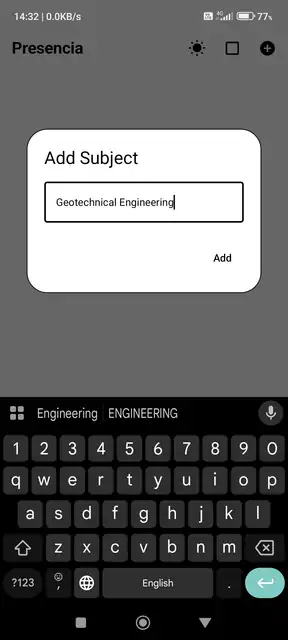 14:32 | 0.0KB/s 4G 77%
Presencia
Add Subject
Geotechnical Engineering
Add
Engineering ENGINEERING
1 2 3 4 5 6 7 8 9 0
q w e r t y u i o p
a s d f g h j k l
z x c v b n m
?123 , English .